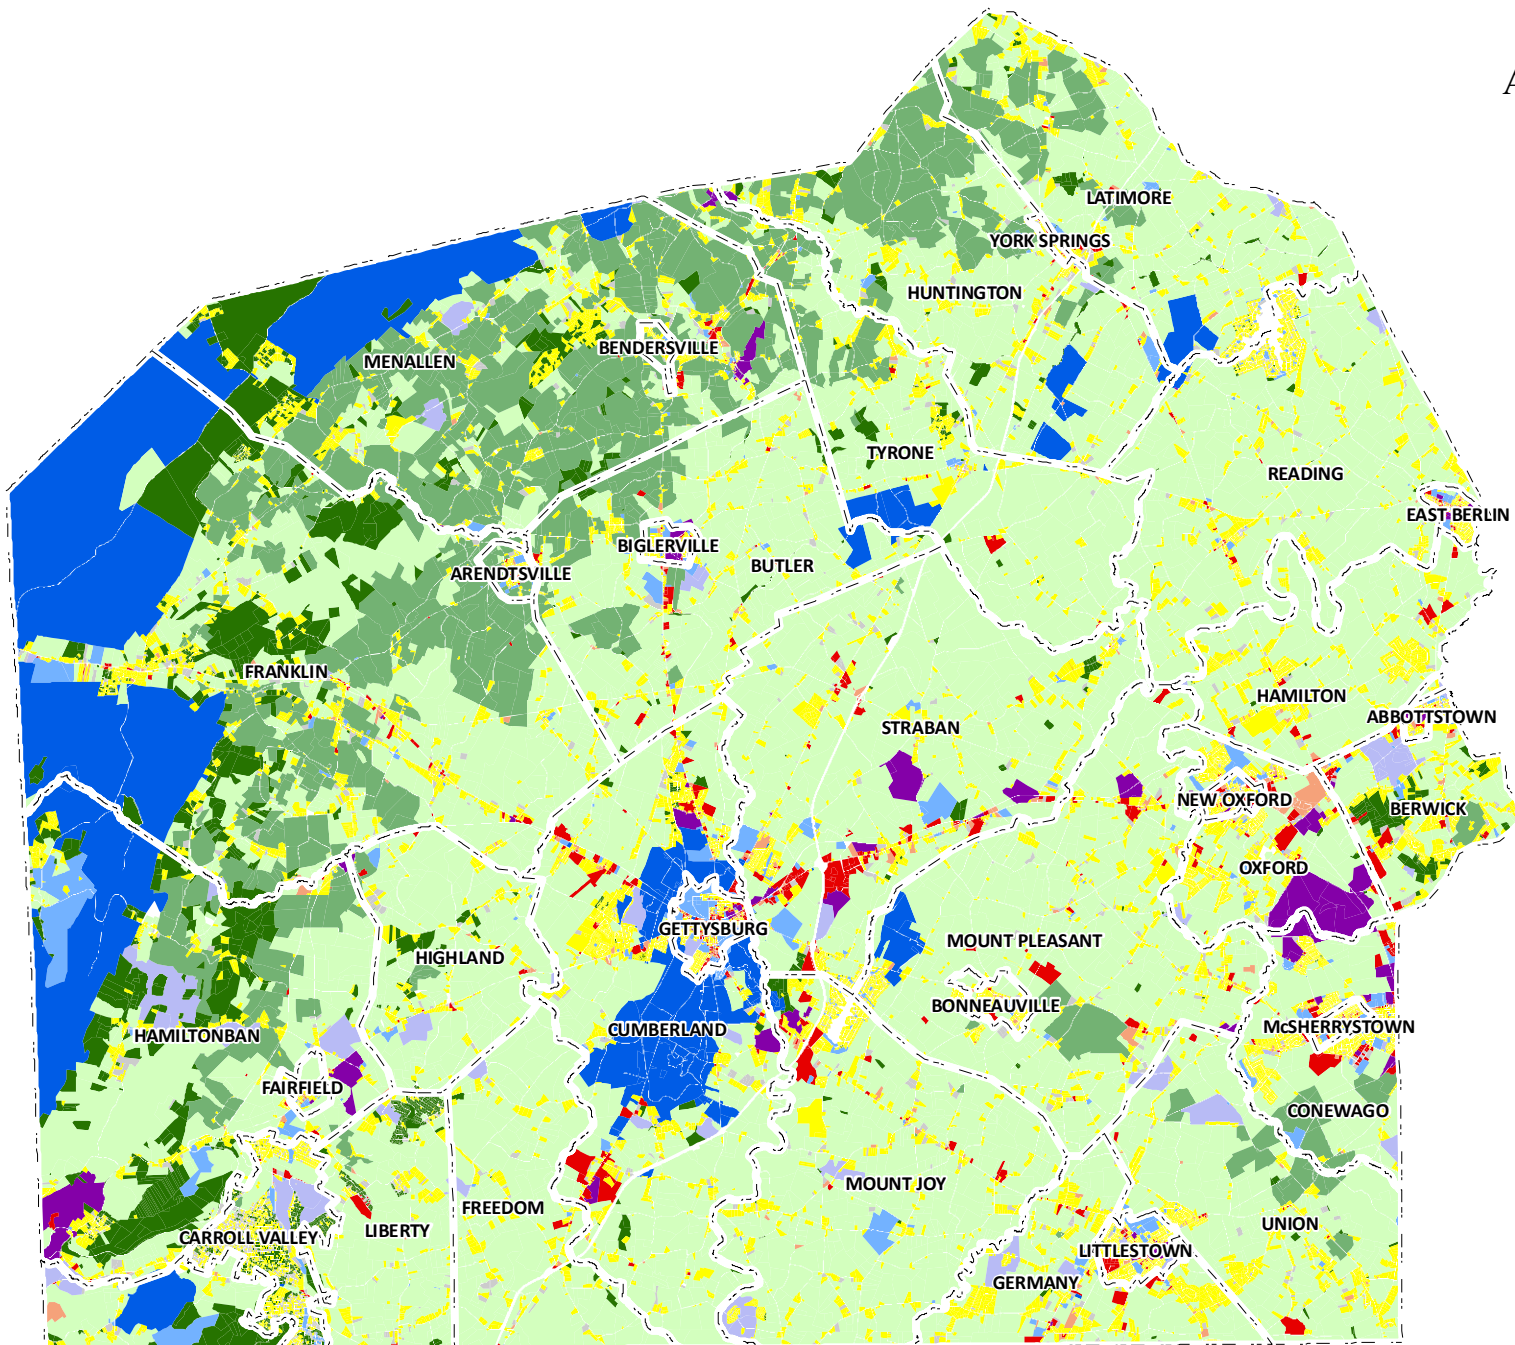 A
LATIMORE
YORK SPRINGS
HUNTINGTON
BENDERSVILLE
MENALLEN
TYRONE
READING
EAST BERLIN
BIGLERVILLE
BUTLER
ARENDTSVILLE
FRANKLIN
HAMILTON
ABBOTTSTOWN
STRABAN
NEW OXFORD
BERWICK
OXFORD
GETTYSBURG
MOUNT PLEASANT
HIGHLAND
BONNEAUVILLE
CUMBERLAND
McSHERRYSTOWN
HAMILTONBAN
FAIRFIELD
CONEWAGO
MOUNT JOY
FREEDOM
UNION
LIBERTY
CARROLL VALLEY
LITTLESTOWN
GERMANY